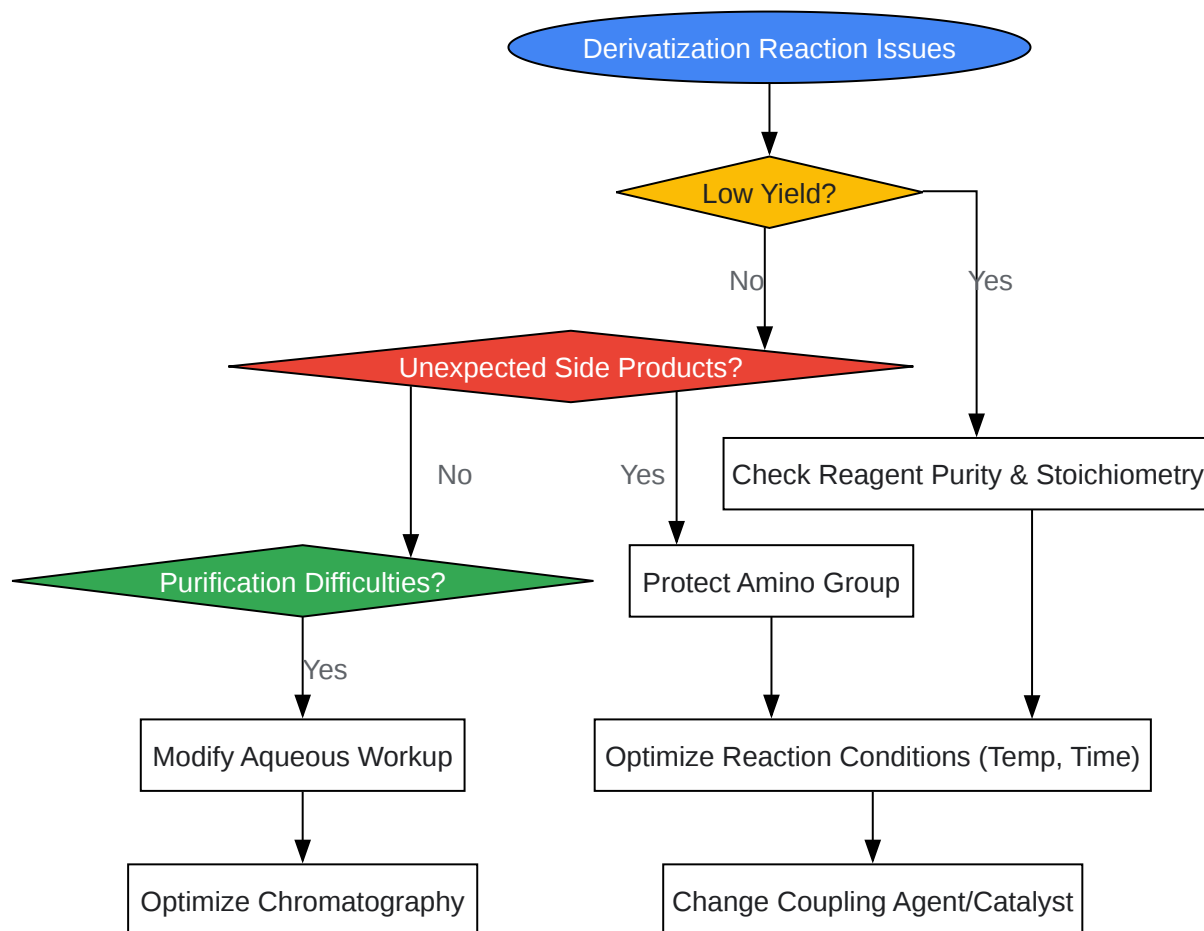 Derivatization Reaction Issues
Low Yield?
No
Yes
Unexpected Side Products?
No
Yes
Check Reagent Purity & Stoichiometry
Purification Difficulties?
Protect Amino Group
Yes
Modify Aqueous Workup
Optimize Reaction Conditions (Temp, Time)
Optimize Chromatography
Change Coupling Agent/Catalyst